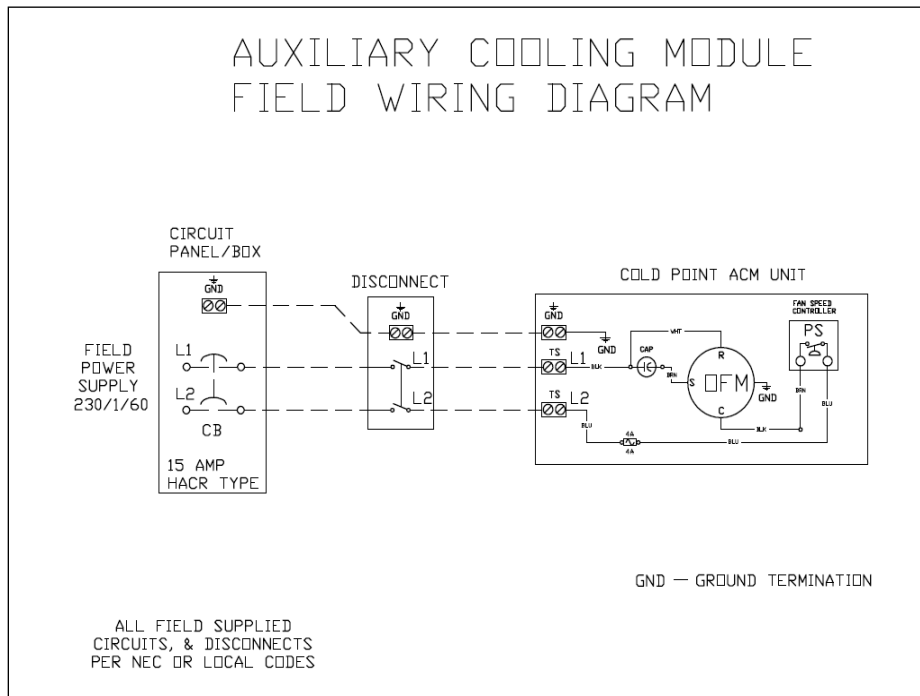 AUXILIARY COOLING MODULE
FIELD WIRING DIAGRAM
CIRCUIT
PANEL/BOX
GND
L1
L2
CB
15 AMP
HACR TYPE
FIELD
POWER
SUPPLY
230/1/60
DISCONNECT
GND
L1
L2
COLD POINT ACM UNIT
GND
GND
TS
L1
BLK
TS
L2
BLU
CAP
WHT
BRN
R
S
OFM
C
GND
FAN SPEED
CONTROLLER
PS
BRN
BLU
BLK
BLU
4A
4A
GND — GROUND TERMINATION
ALL FIELD SUPPLIED
CIRCUITS, & DISCONNECTS
PER NEC OR LOCAL CODES